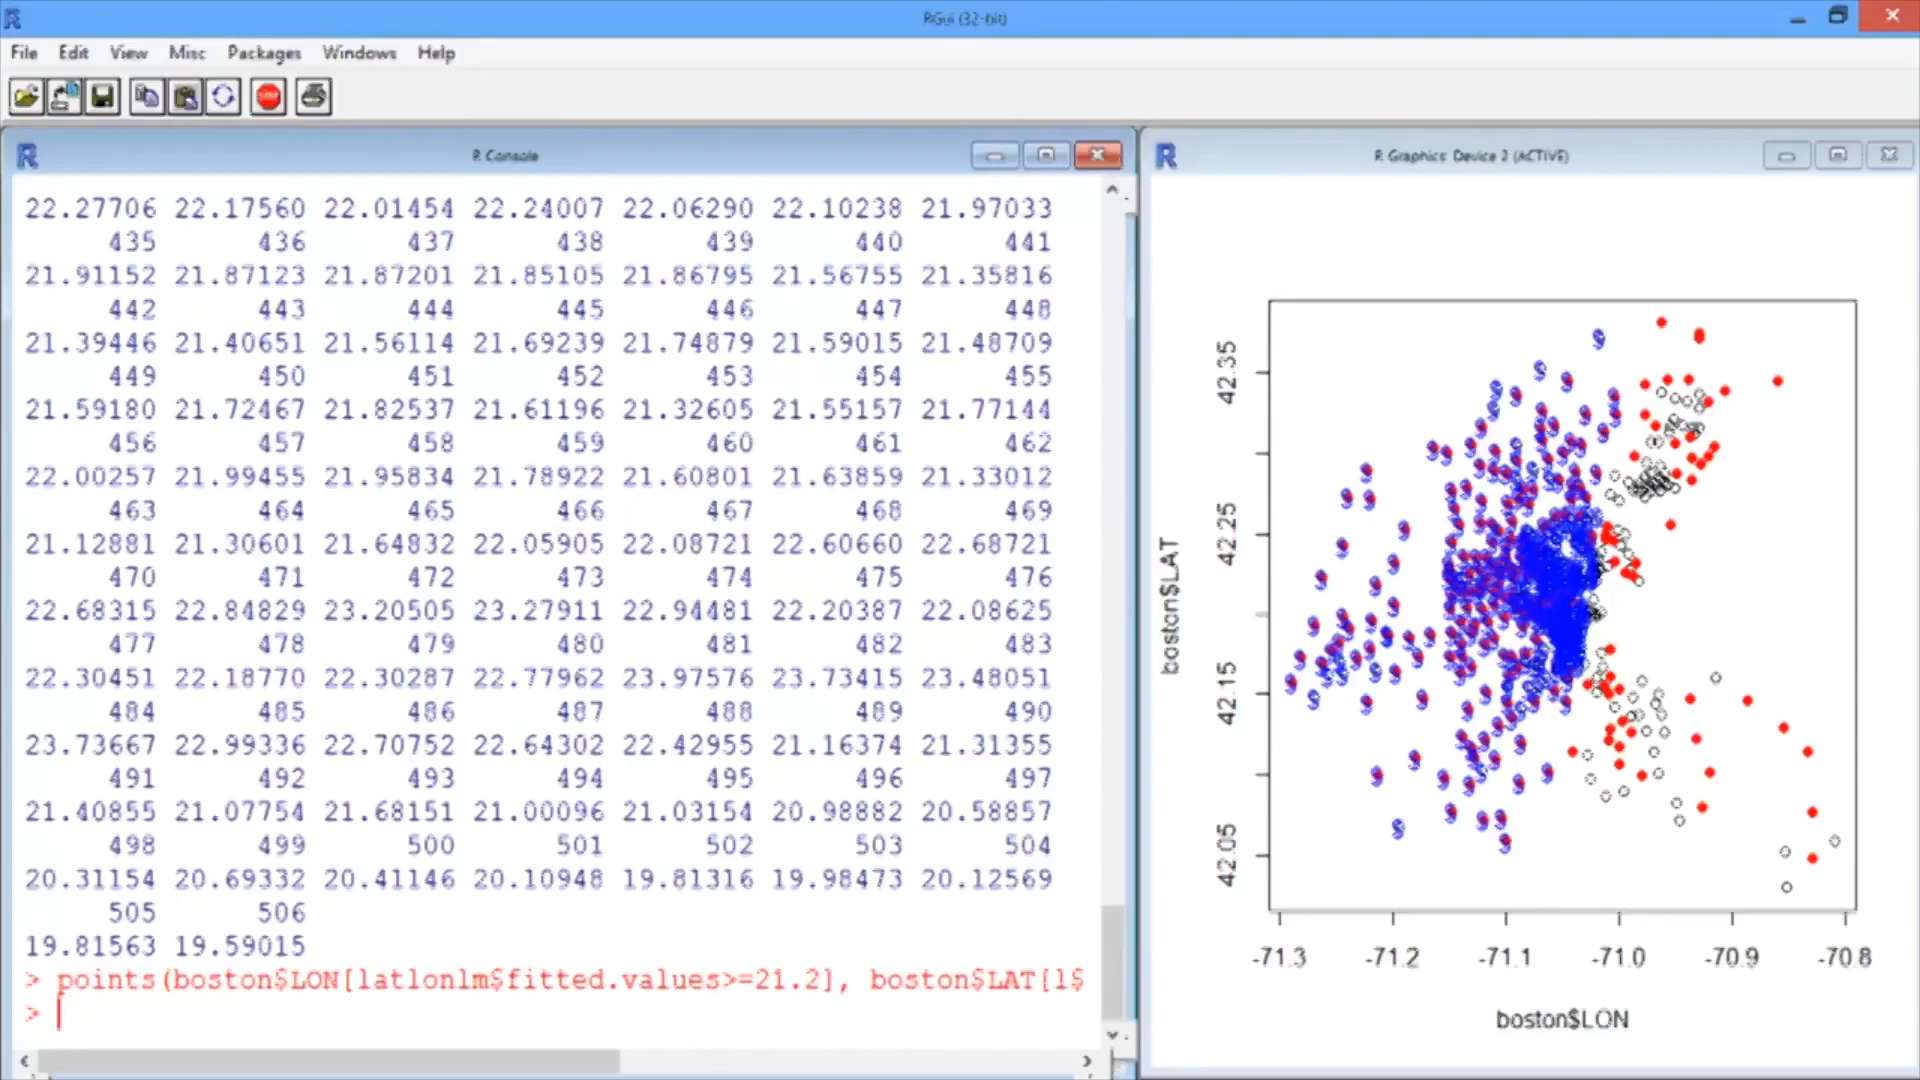 RGui (32-bit)
File Edit View Misc Packages Windows Help
STOP
R Console
22.27706 22.17560 22.01454 22.24007 22.06290 22.10238 21.97033
435 436 437 438 439 440 441
21.91152 21.87123 21.87201 21.85105 21.86795 21.56755 21.35816
442 443 444 445 446 447 448
21.39446 21.40651 21.56114 21.69239 21.74879 21.59015 21.48709
449 450 451 452 453 454 455
21.59180 21.72467 21.82537 21.61196 21.32605 21.55157 21.77144
456 457 458 459 460 461 462
22.00257 21.99455 21.95834 21.78922 21.60801 21.63859 21.33012
463 464 465 466 467 468 469
21.12881 21.30601 21.64832 22.05905 22.08721 22.60660 22.68721
470 471 472 473 474 475 476
22.68315 22.84829 23.20505 23.27911 22.94481 22.20387 22.08625
477 478 479 480 481 482 483
22.30451 22.18770 22.30287 22.77962 23.97576 23.73415 23.48051
484 485 486 487 488 489 490
23.73667 22.99336 22.70752 22.64302 22.42955 21.16374 21.31355
491 492 493 494 495 496 497
21.40855 21.07754 21.68151 21.00096 21.03154 20.98882 20.58857
498 499 500 501 502 503 504
20.31154 20.69332 20.41146 20.10948 19.81316 19.98473 20.12569
505 506
19.81563 19.59015
> points(boston$LON[latlonlm$fitted.values>=21.2], boston$LAT[l$
>
R Graphics: Device 2 (ACTIVE)
42.35
42.25
42.15
42.05
boston$LAT
-71.3 -71.2 -71.1 -71.0 -70.9 -70.8
boston$LON